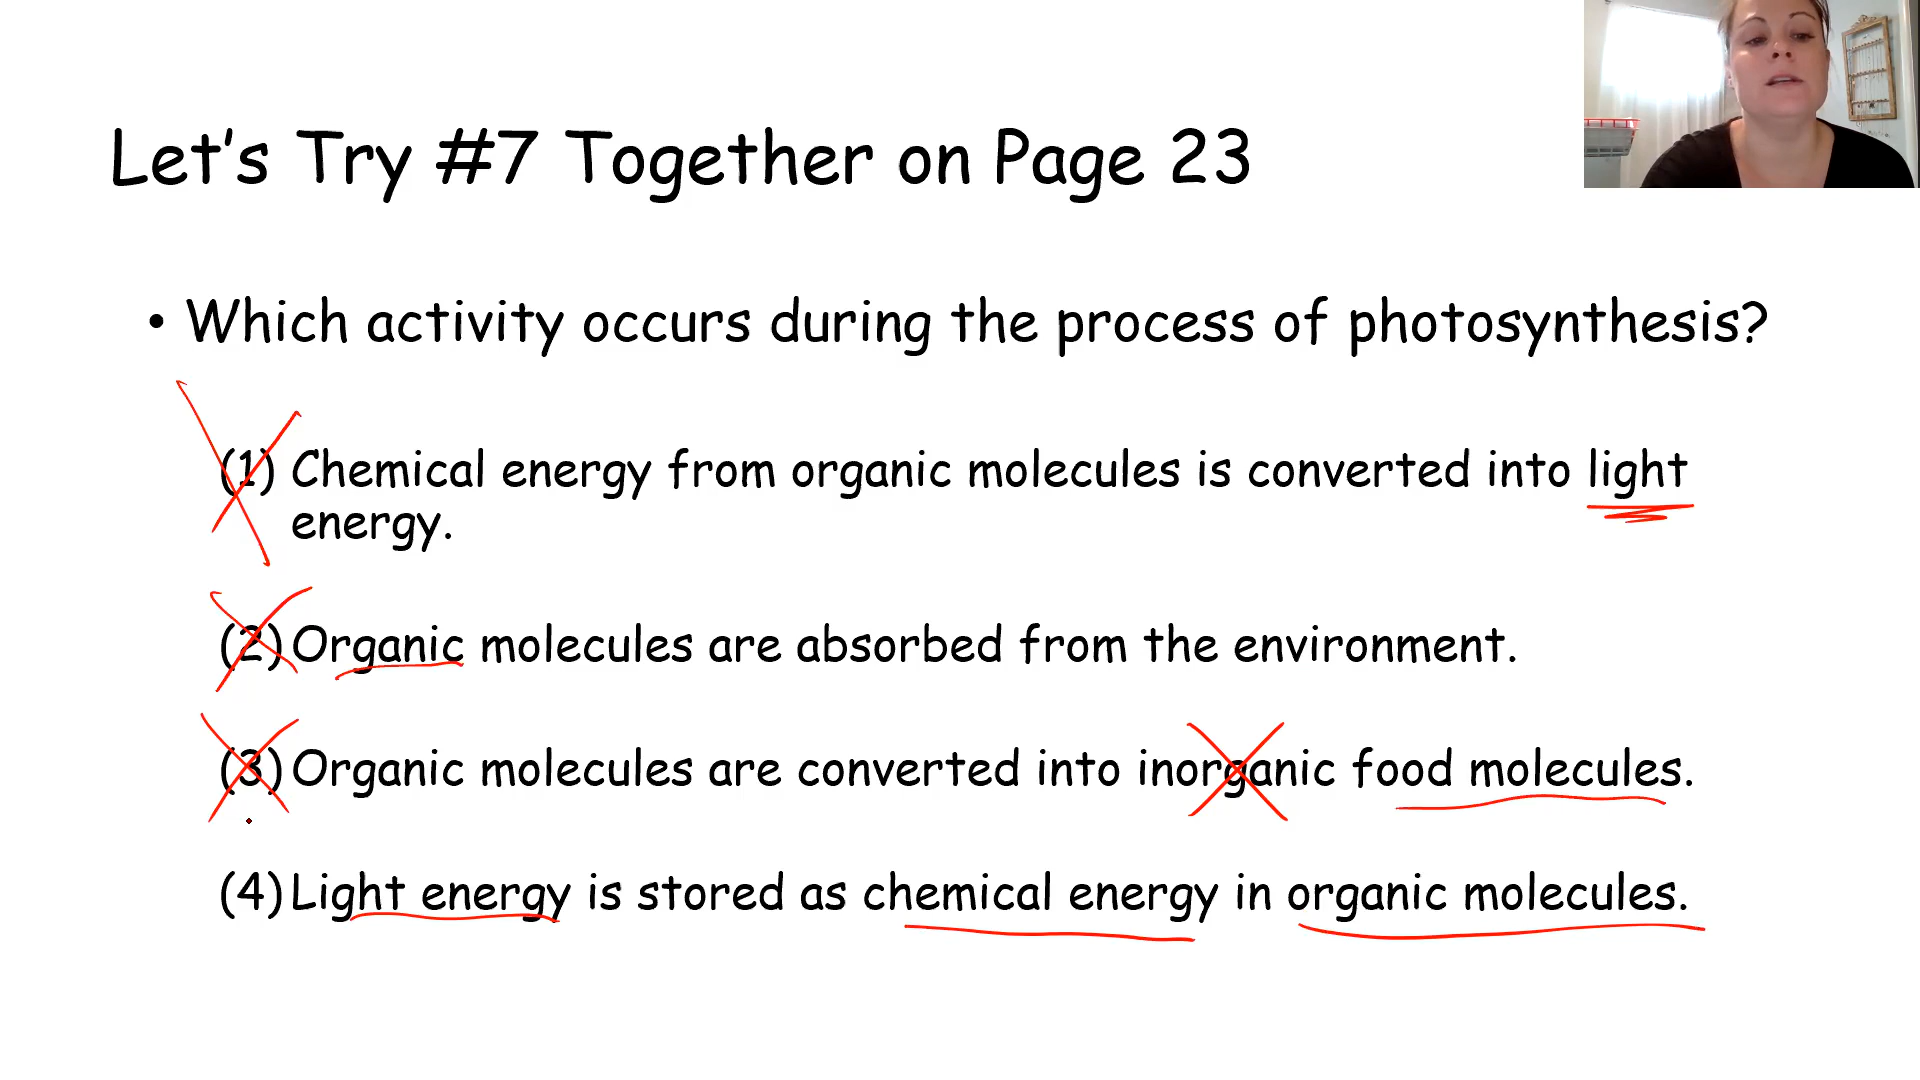 Let's Try #7 Together on Page 23
• Which activity occurs during the process of photosynthesis?
(1) Chemical energy from organic molecules is converted into light
energy.
(2) Organic molecules are absorbed from the environment.
(3) Organic molecules are converted into inorganic food molecules.
(4) Light energy is stored as chemical energy in organic molecules.